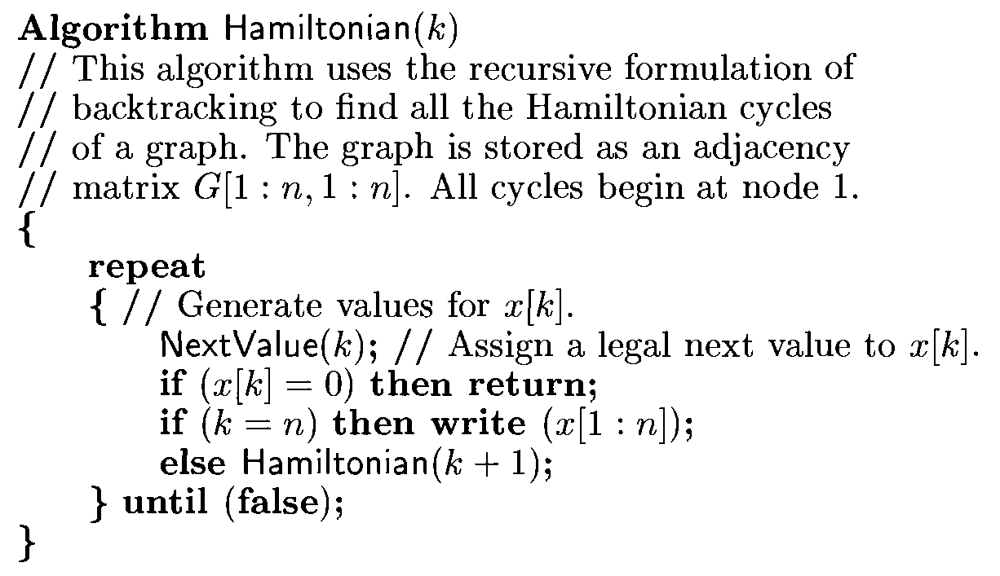 Algorithm Hamiltonian(k)
// This algorithm uses the recursive formulation of
// backtracking to find all the Hamiltonian cycles
// of a graph. The graph is stored as an adjacency
// matrix G[1 : n, 1 : n]. All cycles begin at node 1.
{
repeat
{ // Generate values for x[k].
NextValue(k); // Assign a legal next value to x[k].
if (x[k] = 0) then return;
if (k = n) then write (x[1 : n]);
else Hamiltonian(k + 1);
} until (false);
}